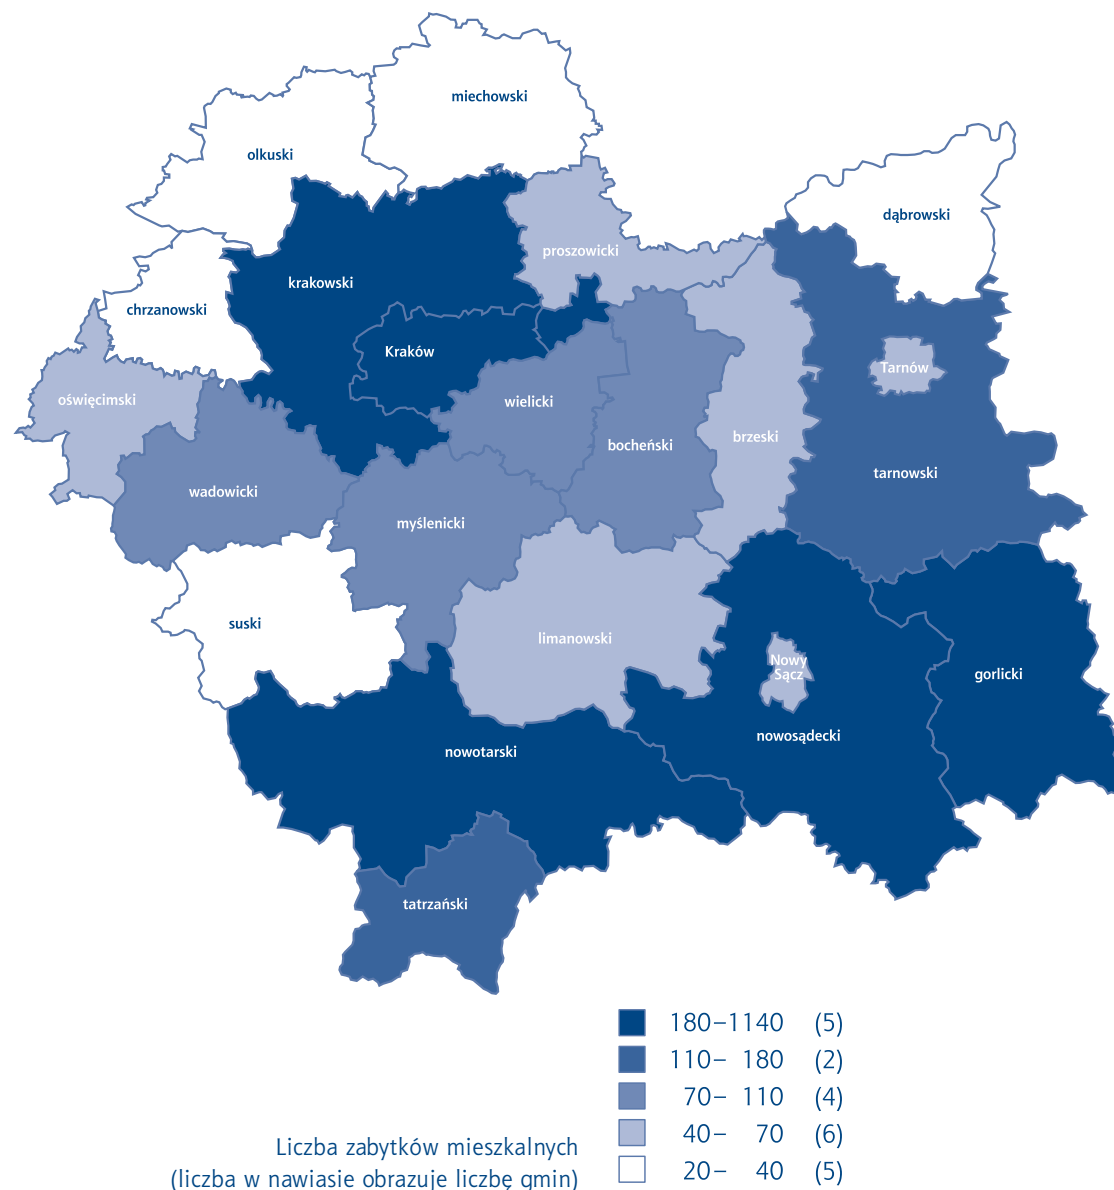 miechowski
olkuski
dąbrowski
proszowicki
krakowski
chrzanowski
Kraków
Tarnów
oświęcimski
wielicki
brzeski
bocheński
tarnowski
wadowicki
myślenicki
suski
limanowski
Nowy
Sącz
gorlicki
nowosądecki
nowotarski
tatrzański
180–1140 (5)
110– 180 (2)
70– 110 (4)
40– 70 (6)
20– 40 (5)
Liczba zabytków mieszkalnych
(liczba w nawiasie obrazuje liczbę gmin)